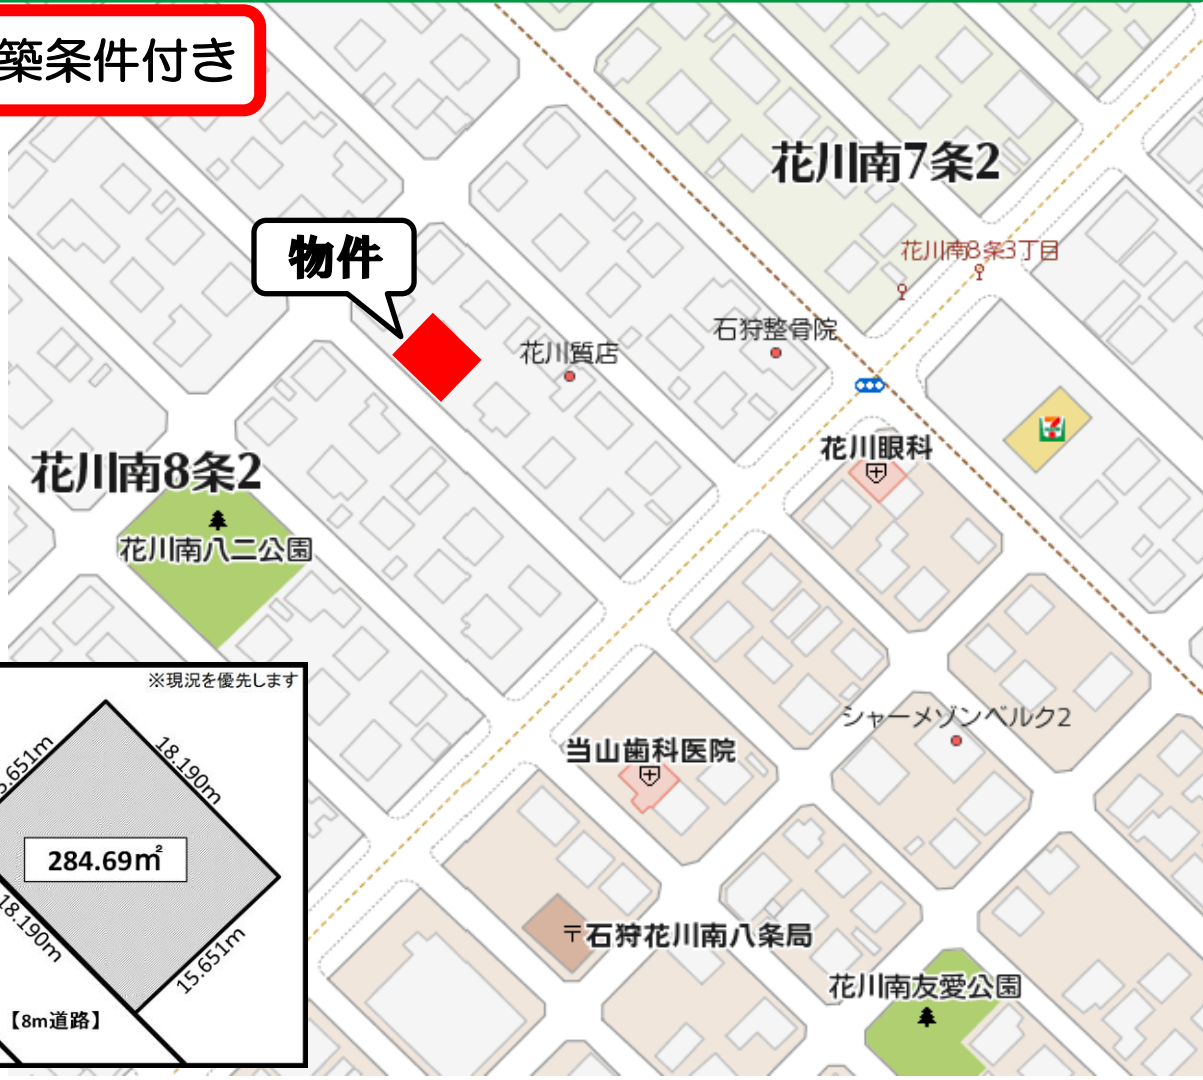 築条件付き
花川南7条2
花川南8条3丁目
物件
石狩整骨院
花川質店
花川眼科
花川南8条2
花川南八二公園
※現況を優先します
5.651m
18.190m
284.69㎡
18.190m
15.651m
【8m道路】
シャーメゾンベルク2
当山歯科医院
〒石狩花川南八条局
花川南友愛公園